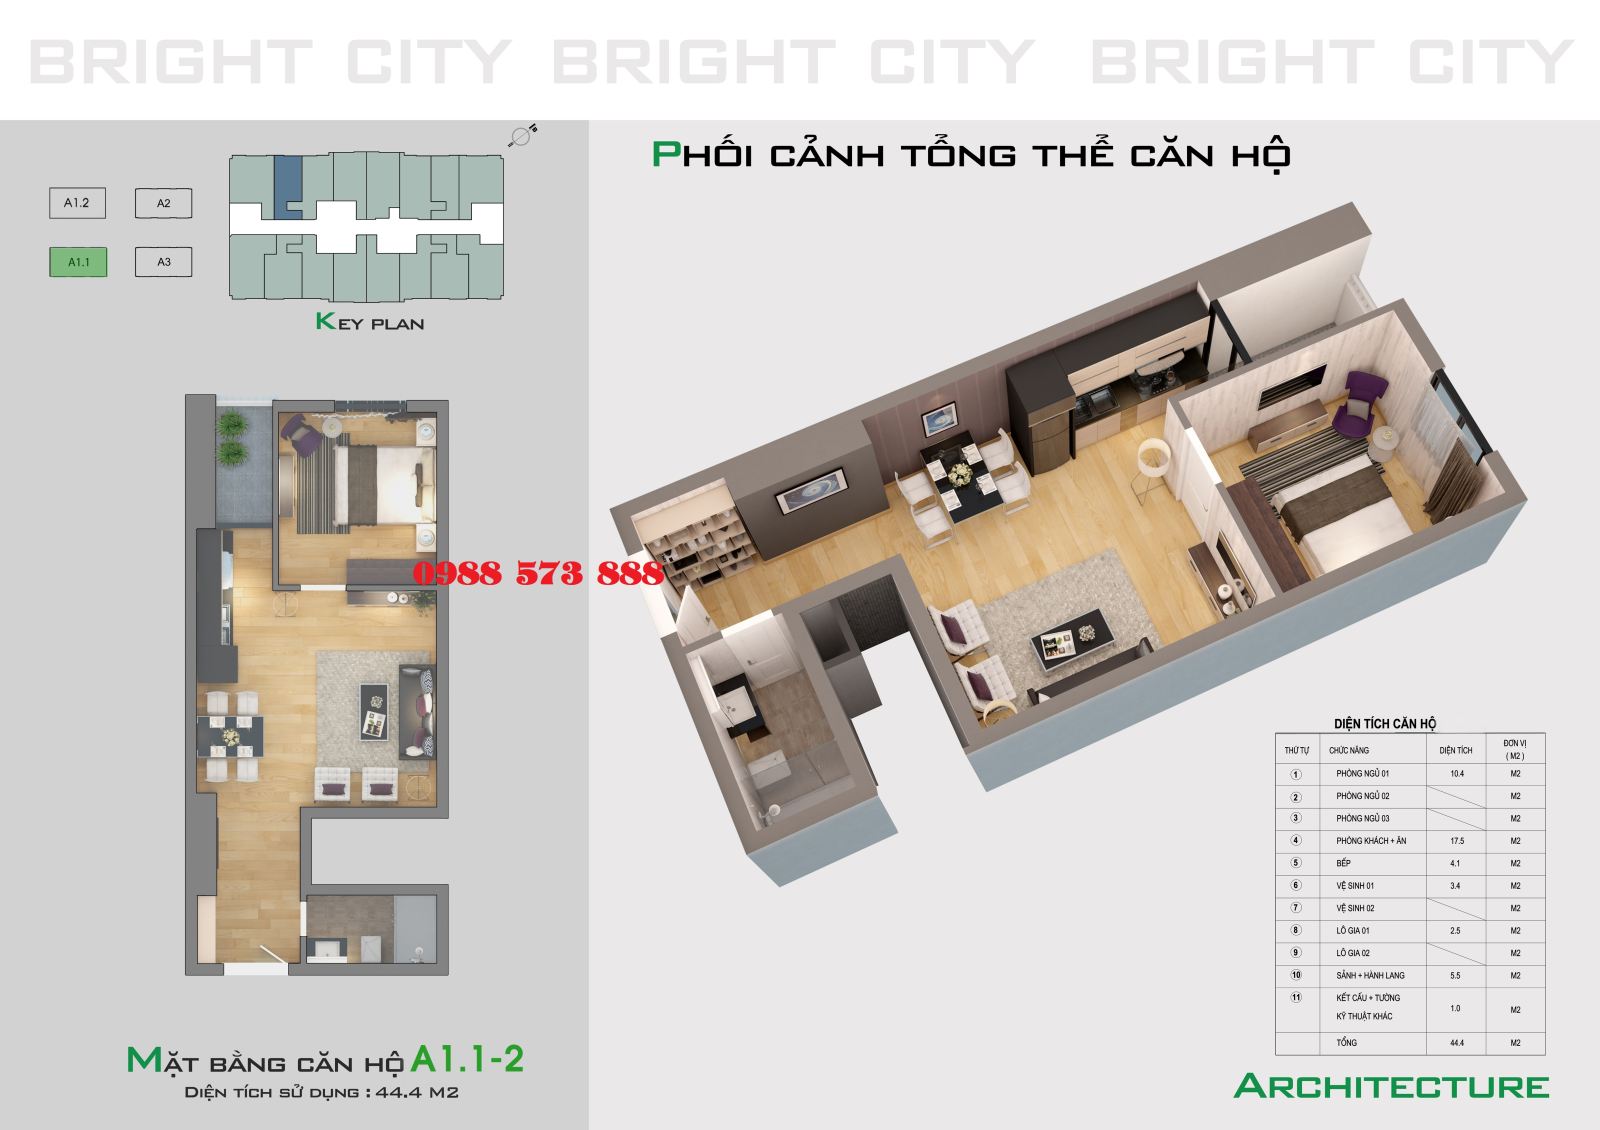 BRIGHT CITY BRIGHT CITY BRIGHT CITY
PHỐI CẢNH TỔNG THỂ CĂN HỘ
A1.2
A2
A1.1
A3
KEY PLAN
0988 573 888
MẶT BẰNG CĂN HỘ A1.1-2
DIỆN TÍCH SỬ DỤNG : 44.4 M2
DIỆN TÍCH CĂN HỘ
THỨ TỰ CHỨC NĂNG DIỆN TÍCH ĐƠN VỊ
( M2 )
1 PHÒNG NGỦ 01 10.4 M2
2 PHÒNG NGỦ 02 M2
3 PHÒNG NGỦ 03 M2
4 PHÒNG KHÁCH + ĂN 17.5 M2
5 BẾP 4.1 M2
6 VỆ SINH 01 3.4 M2
7 VỆ SINH 02 M2
8 LÔ GIA 01 2.5 M2
9 LÔ GIA 02 M2
10 SẢNH + HÀNH LANG 5.5 M2
11 KẾT CẤU + TƯỜNG
KỸ THUẬT KHÁC 1.0 M2
TỔNG 44.4 M2
ARCHITECTURE